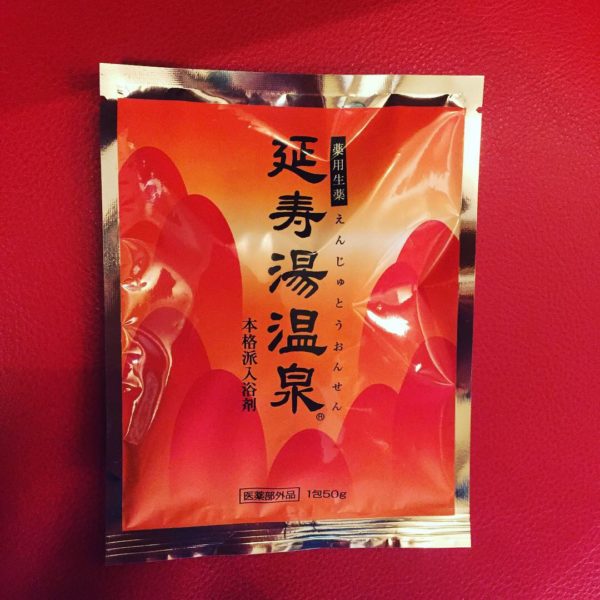 薬用生薬
えんじゅとうおんせん
延寿湯温泉®
本格派入浴剤
医薬部外品 1包50g